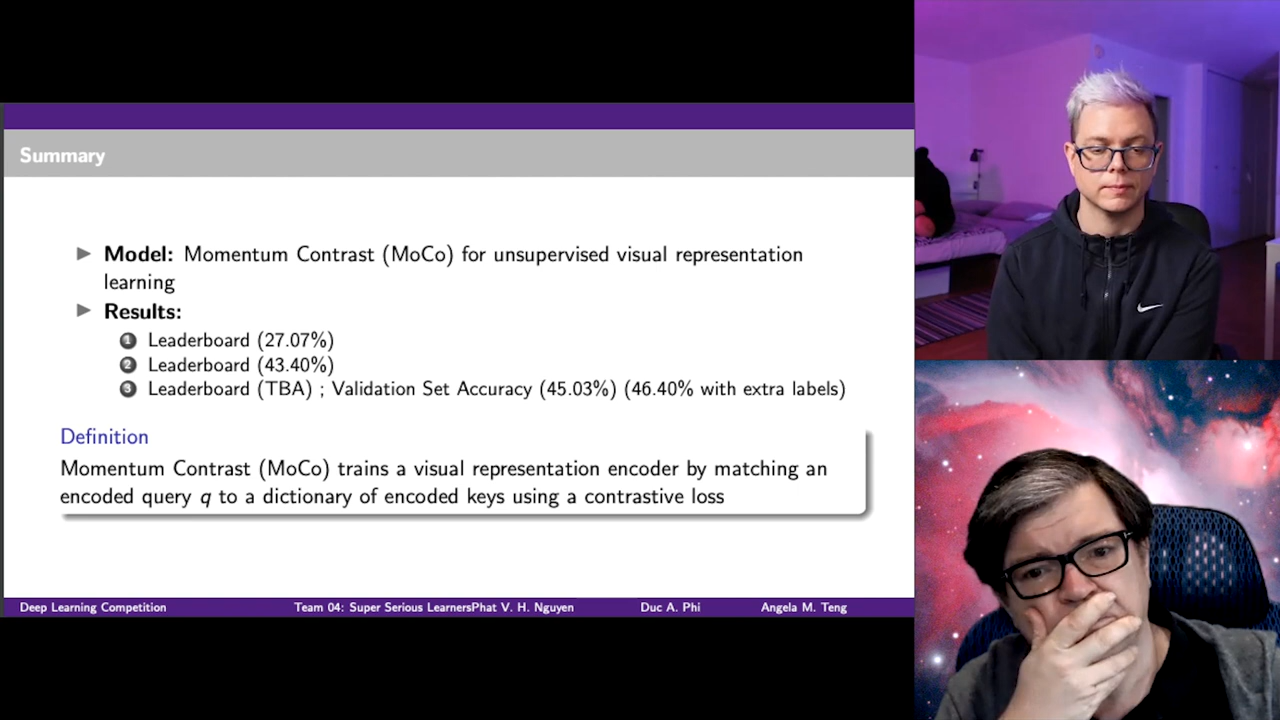 Summary
Model: Momentum Contrast (MoCo) for unsupervised visual representation
learning
Results:
1 Leaderboard (27.07%)
2 Leaderboard (43.40%)
3 Leaderboard (TBA) ; Validation Set Accuracy (45.03%) (46.40% with extra labels)
Definition
Momentum Contrast (MoCo) trains a visual representation encoder by matching an
encoded query q to a dictionary of encoded keys using a contrastive loss
Deep Learning Competition Team 04: Super Serious LearnersPhat V. H. Nguyen Duc A. Phi Angela M. Teng